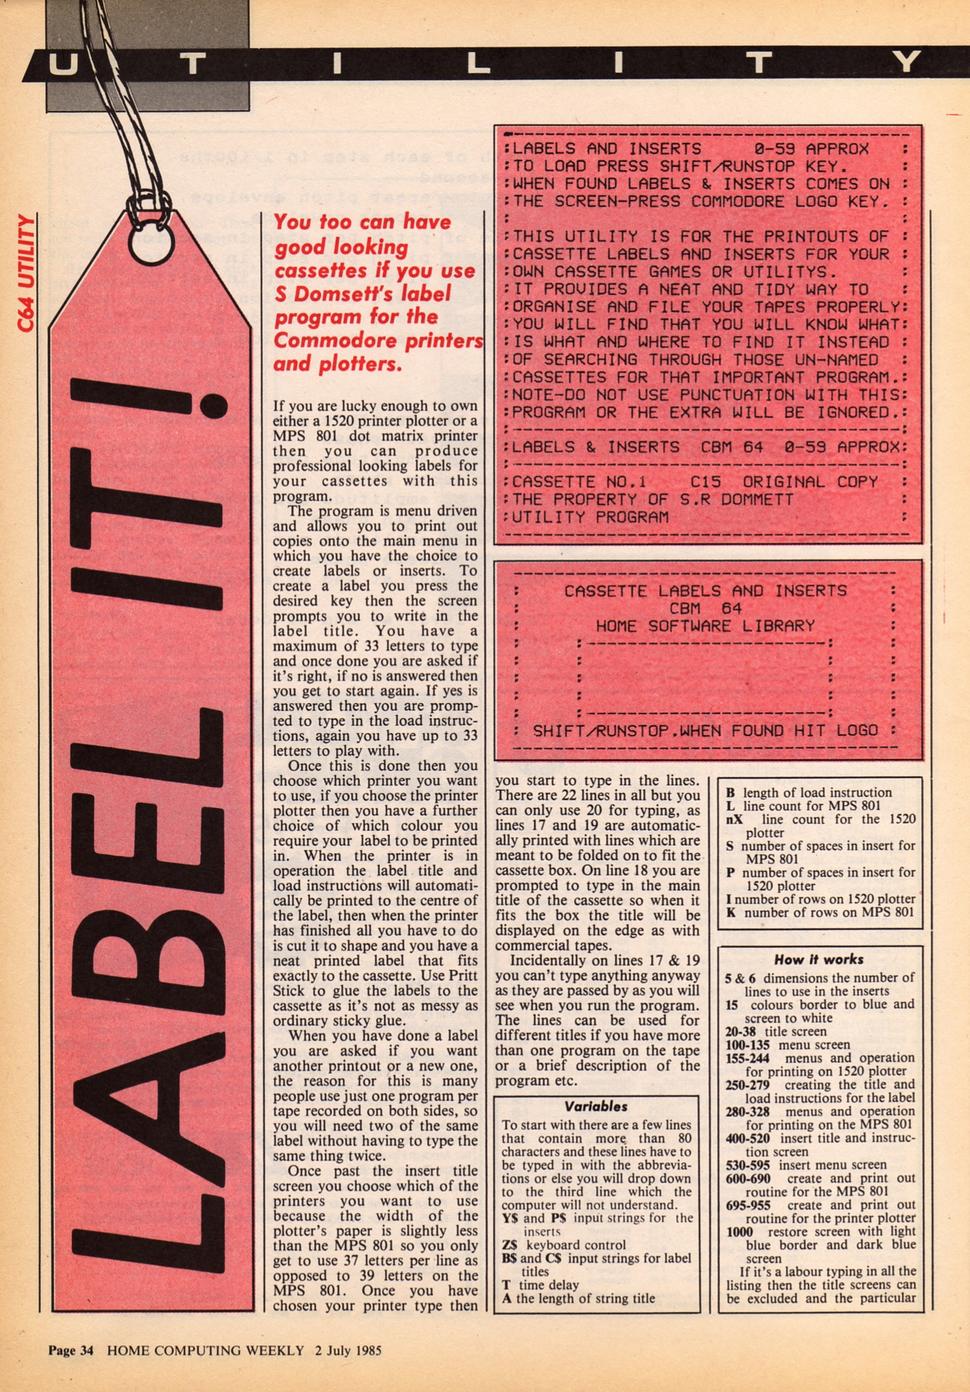 UTILITY
C64 UTILITY
LABEL IT!
You too can have
good looking
cassettes if you use
S Domsett's label
program for the
Commodore printers
and plotters.
If you are lucky enough to own
either a 1520 printer plotter or a
MPS 801 dot matrix printer
then you can produce
professional looking labels for
your cassettes with this
program.
The program is menu driven
and allows you to print out
copies onto the main menu in
which you have the choice to
create labels or inserts. To
create a label you press the
desired key then the screen
prompts you to write in the
label title. You have a
maximum of 33 letters to type
and once done you are asked if
it's right, if no is answered then
you get to start again. If yes is
answered then you are promp-
ted to type in the load instruc-
tions, again you have up to 33
letters to play with.
Once this is done then you
choose which printer you want
to use, if you choose the printer
plotter then you have a further
choice of which colour you
require your label to be printed
in. When the printer is in
operation the label title and
load instructions will automati-
cally be printed to the centre of
the label, then when the printer
has finished all you have to do
is cut it to shape and you have a
neat printed label that fits
exactly to the cassette. Use Pritt
Stick to glue the labels to the
cassette as it's not as messy as
ordinary sticky glue.
When you have done a label
you are asked if you want
another printout or a new one,
the reason for this is many
people use just one program per
tape recorded on both sides, so
you will need two of the same
label without having to type the
same thing twice.
Once past the insert title
screen you choose which of the
printers you want to use
because the width of the
plotter's paper is slightly less
than the MPS 801 so you only
get to use 37 letters per line as
opposed to 39 letters on the
MPS 801. Once you have
chosen your printer type then
:LABELS AND INSERTS 0-59 APPROX :
:TO LOAD PRESS SHIFT/RUNSTOP KEY. :
:WHEN FOUND LABELS & INSERTS COMES ON :
:THE SCREEN-PRESS COMMODORE LOGO KEY. :
: :
:THIS UTILITY IS FOR THE PRINTOUTS OF :
:CASSETTE LABELS AND INSERTS FOR YOUR :
:OWN CASSETTE GAMES OR UTILITYS. :
:IT PROVIDES A NEAT AND TIDY WAY TO :
:ORGANISE AND FILE YOUR TAPES PROPERLY:
:YOU WILL FIND THAT YOU WILL KNOW WHAT:
:IS WHAT AND WHERE TO FIND IT INSTEAD :
:OF SEARCHING THROUGH THOSE UN-NAMED :
:CASSETTES FOR THAT IMPORTANT PROGRAM.:
:NOTE-DO NOT USE PUNCTUATION WITH THIS:
:PROGRAM OR THE EXTRA WILL BE IGNORED.:
:LABELS & INSERTS CBM 64 0-59 APPROX:
:CASSETTE NO.1 C15 ORIGINAL COPY :
:THE PROPERTY OF S.R DOMMETT :
:UTILITY PROGRAM :
: CASSETTE LABELS AND INSERTS :
: CBM 64 :
: HOME SOFTWARE LIBRARY :
: SHIFT/RUNSTOP.WHEN FOUND HIT LOGO :
you start to type in the lines.
There are 22 lines in all but you
can only use 20 for typing, as
lines 17 and 19 are automatic-
ally printed with lines which are
meant to be folded on to fit the
cassette box. On line 18 you are
prompted to type in the main
title of the cassette so when it
fits the box the title will be
displayed on the edge as with
commercial tapes.
Incidentally on lines 17 & 19
you can't type anything anyway
as they are passed by as you will
see when you run the program.
The lines can be used for
different titles if you have more
than one program on the tape
or a brief description of the
program etc.
Variables
To start with there are a few lines
that contain more than 80
characters and these lines have to
be typed in with the abbrevia-
tions or else you will drop down
to the third line which the
computer will not understand.
Y$ and P$ input strings for the
inserts
Z$ keyboard control
B$ and C$ input strings for label
titles
T time delay
A the length of string title
B length of load instruction
L line count for MPS 801
nX line count for the 1520
plotter
S number of spaces in insert for
MPS 801
P number of spaces in insert for
1520 plotter
I number of rows on 1520 plotter
K number of rows on MPS 801
How it works
5 & 6 dimensions the number of
lines to use in the inserts
15 colours border to blue and
screen to white
20-38 title screen
100-135 menu screen
155-244 menus and operation
for printing on 1520 plotter
250-279 creating the title and
load instructions for the label
280-328 menus and operation
for printing on the MPS 801
400-520 insert title and instruc-
tion screen
530-595 insert menu screen
600-690 create and print out
routine for the MPS 801
695-955 create and print out
routine for the printer plotter
1000 restore screen with light
blue border and dark blue
screen
If it's a labour typing in all the
listing then the title screens can
be excluded and the particular
Page 34 HOME COMPUTING WEEKLY 2 July 1985